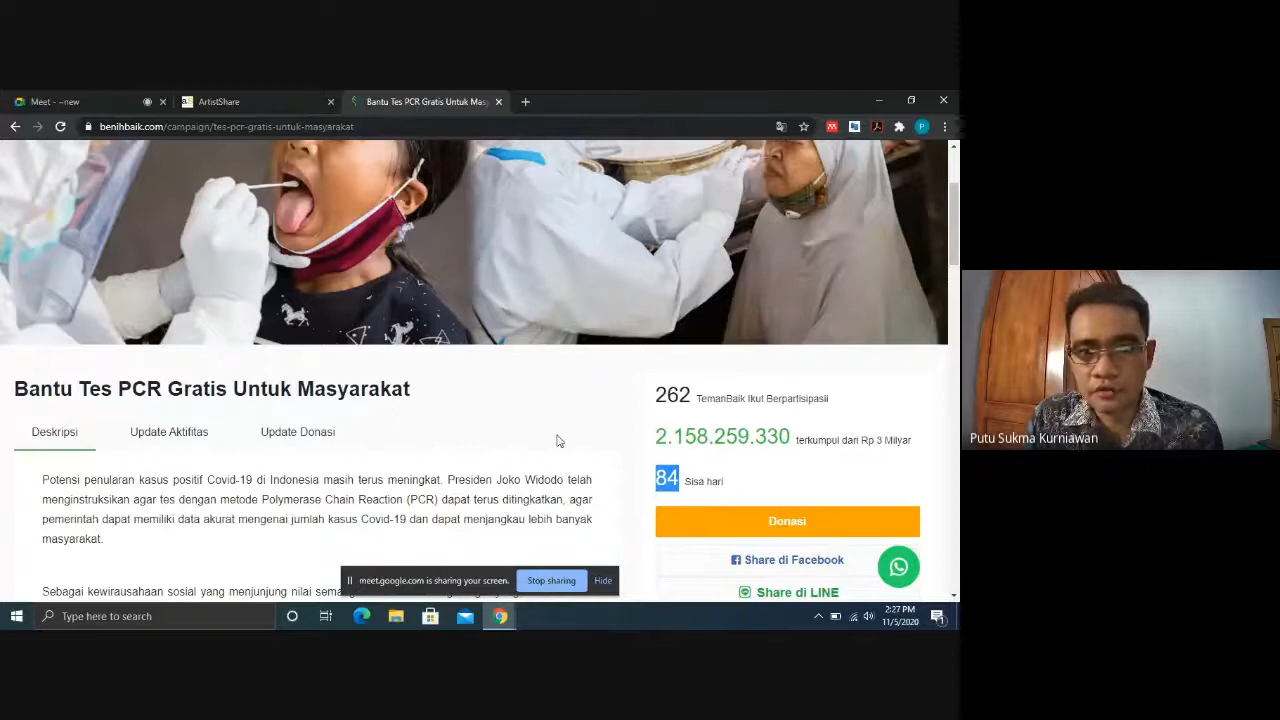 Meet - ~new
ArtistShare
Bantu Tes PCR Gratis Untuk Mas
benihbaik.com/campaign/tes-pcr-gratis-untuk-masyarakat
P
Bantu Tes PCR Gratis Untuk Masyarakat
Deskripsi
Update Aktifitas
Update Donasi
Potensi penularan kasus positif Covid-19 di Indonesia masih terus meningkat. Presiden Joko Widodo telah
menginstruksikan agar tes dengan metode Polymerase Chain Reaction (PCR) dapat terus ditingkatkan, agar
pemerintah dapat memiliki data akurat mengenai jumlah kasus Covid-19 dan dapat menjangkau lebih banyak
masyarakat.
Sebagai kewirausahaan sosial yang menjunjung nilai
262 TemanBaik Ikut Berpartisipasii
2.158.259.330 terkumpul dari Rp 3 Milyar
84 Sisa hari
Donasi
Share di Facebook
Share di LINE
meet.google.com is sharing your screen.
Stop sharing
Hide
Type here to search
2:27 PM
11/5/2020
1
Putu Sukma Kurniawan